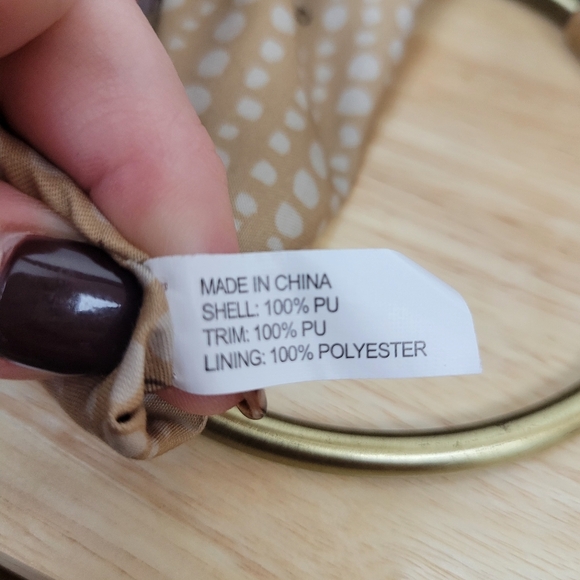 MADE IN CHINA
SHELL: 100% PU
TRIM: 100% PU
LINING: 100% POLYESTER